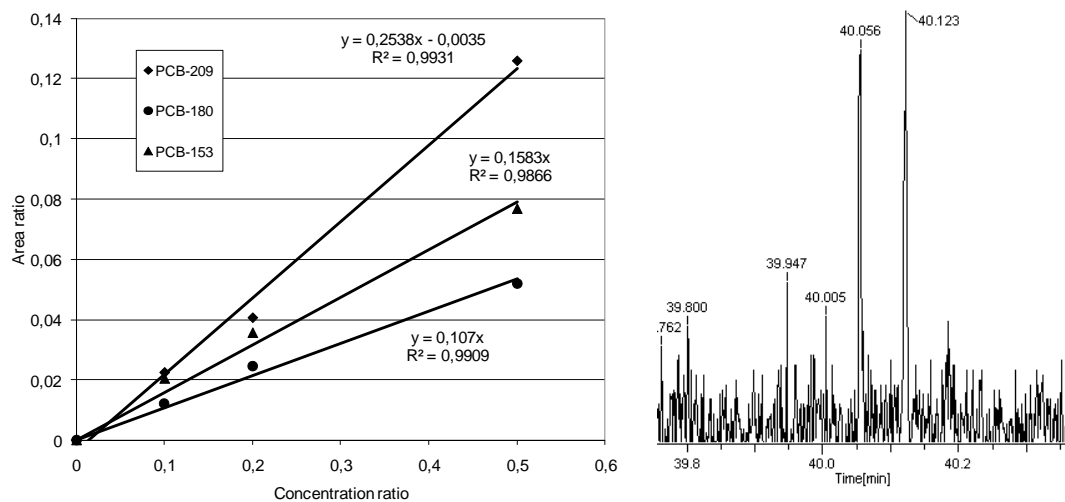 0,14
0,12
0,1
0,08
0,06
0,04
0,02
0
Area ratio
PCB-209
PCB-180
PCB-153
y = 0,2538x - 0,0035
R² = 0,9931
y = 0,1583x
R² = 0,9866
y = 0,107x
R² = 0,9909
0 0,1 0,2 0,3 0,4 0,5 0,6
Concentration ratio
40.056
40.123
39.947
40.005
39.800
.762
39.8 40.0 40.2
Time[min]